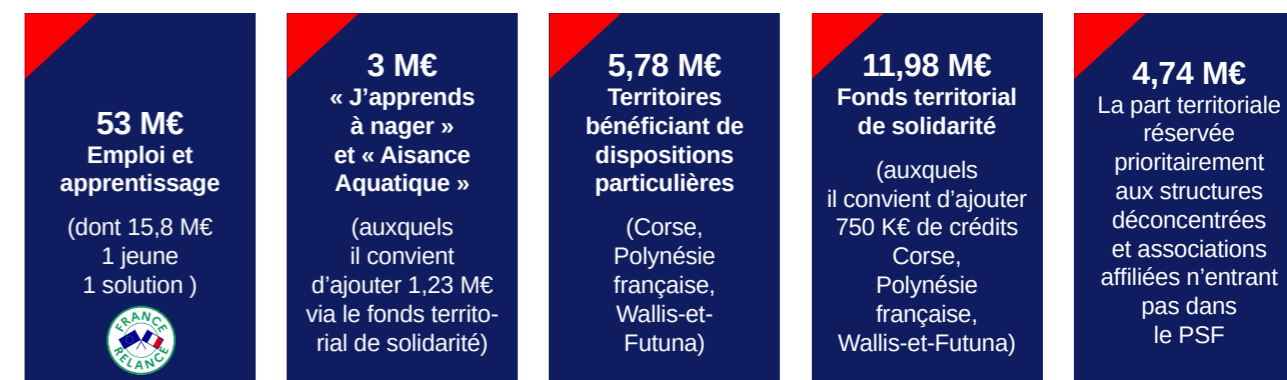 53 M€
Emploi et
apprentissage
(dont 15,8 M€
1 jeune
1 solution )
FRANCE
RELANCE
3 M€
« J’apprends
à nager »
et « Aisance
Aquatique »
(auxquels
il convient
d’ajouter 1,23 M€
via le fonds territo-
rial de solidarité)
5,78 M€
Territoires
bénéficiant de
dispositions
particulières
(Corse,
Polynésie
française,
Wallis-et-
Futuna)
11,98 M€
Fonds territorial
de solidarité
(auxquels
il convient d’ajouter
750 K€ de crédits
Corse,
Polynésie
française,
Wallis-et-Futuna)
4,74 M€
La part territoriale
réservée
prioritairement
aux structures
déconcentrées
et associations
affiliées n’entrant
pas dans
le PSF